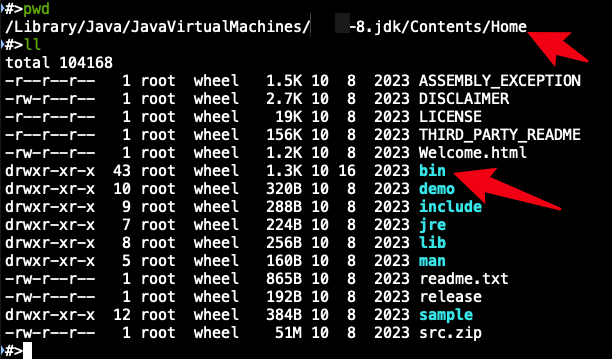 #>pwd
/Library/Java/JavaVirtualMachines/ -8.jdk/Contents/Home
#>ll
total 104168
-r--r--r-- 1 root wheel 1.5K 10 8 2023 ASSEMBLY_EXCEPTION
-rw-r--r-- 1 root wheel 2.7K 10 8 2023 DISCLAIMER
-r--r--r-- 1 root wheel 19K 10 8 2023 LICENSE
-r--r--r-- 1 root wheel 156K 10 8 2023 THIRD_PARTY_README
-rw-r--r-- 1 root wheel 1.2K 10 8 2023 Welcome.html
drwxr-xr-x 43 root wheel 1.3K 10 16 2023 bin
drwxr-xr-x 10 root wheel 320B 10 8 2023 demo
drwxr-xr-x 9 root wheel 288B 10 8 2023 include
drwxr-xr-x 7 root wheel 224B 10 8 2023 jre
drwxr-xr-x 8 root wheel 256B 10 8 2023 lib
drwxr-xr-x 5 root wheel 160B 10 8 2023 man
-rw-r--r-- 1 root wheel 865B 10 8 2023 readme.txt
-rw-r--r-- 1 root wheel 192B 10 8 2023 release
drwxr-xr-x 12 root wheel 384B 10 8 2023 sample
-rw-r--r-- 1 root wheel 51M 10 8 2023 src.zip
#>